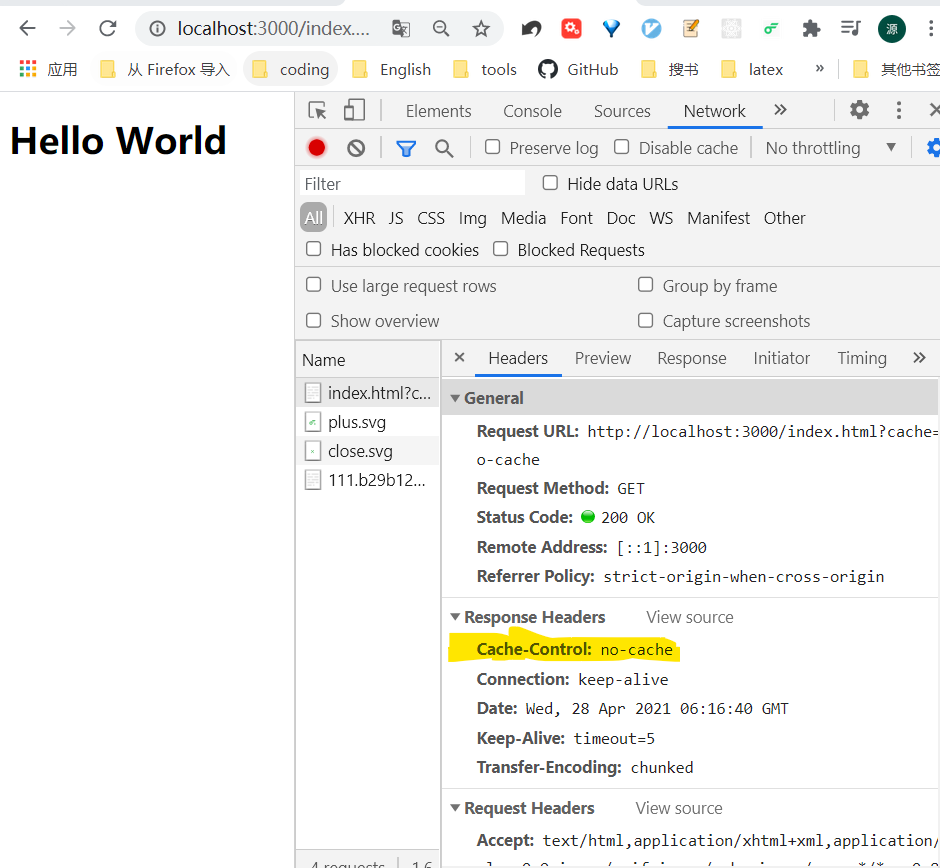 localhost:3000/index....
源
应用 从 Firefox 导入 coding English tools GitHub 搜书 latex » 其他书签
Hello World
Elements Console Sources Network »
Preserve log Disable cache No throttling
Filter Hide data URLs
All XHR JS CSS Img Media Font Doc WS Manifest Other
Has blocked cookies Blocked Requests
Use large request rows Group by frame
Show overview Capture screenshots
Name × Headers Preview Response Initiator Timing »
index.html?c...
plus.svg
close.svg
111.b29b12...
General
Request URL: http://localhost:3000/index.html?cache=
o-cache
Request Method: GET
Status Code: 200 OK
Remote Address: [::1]:3000
Referrer Policy: strict-origin-when-cross-origin
Response Headers View source
Cache-Control: no-cache
Connection: keep-alive
Date: Wed, 28 Apr 2021 06:16:40 GMT
Keep-Alive: timeout=5
Transfer-Encoding: chunked
Request Headers View source
Accept: text/html,application/xhtml+xml,application/
4 requests